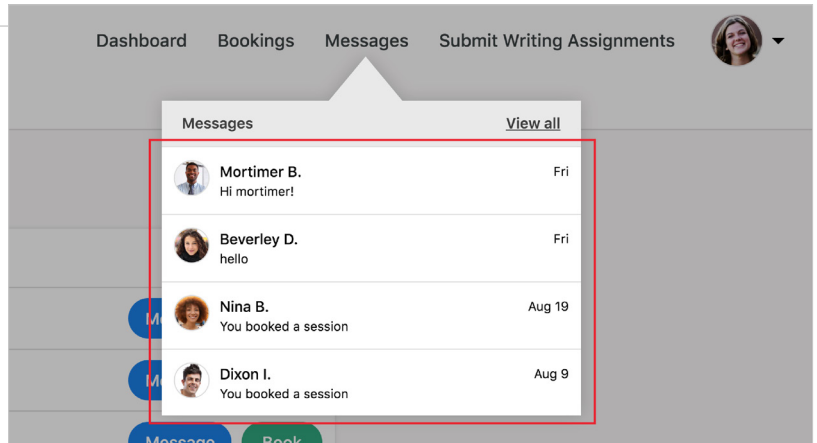 Dashboard Bookings Messages Submit Writing Assignments
Messages View all
Mortimer B. Fri
Hi mortimer!
Beverley D. Fri
hello
Nina B. Aug 19
You booked a session
Dixon I. Aug 9
You booked a session
Message Book